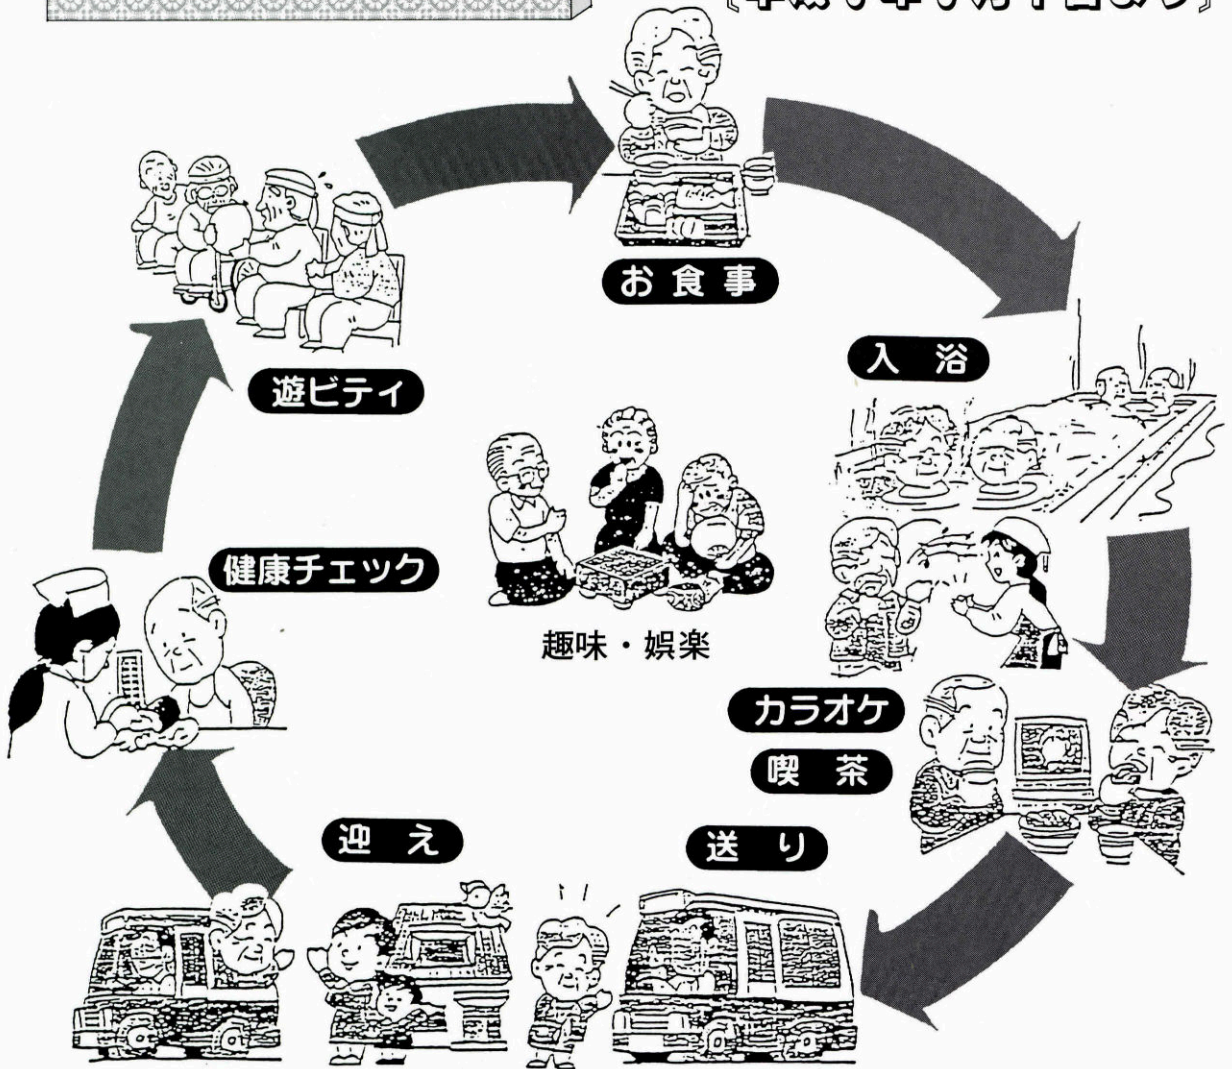 お食事
入浴
遊ビティ
健康チェック
趣味・娯楽
カラオケ
喫茶
迎え
送り